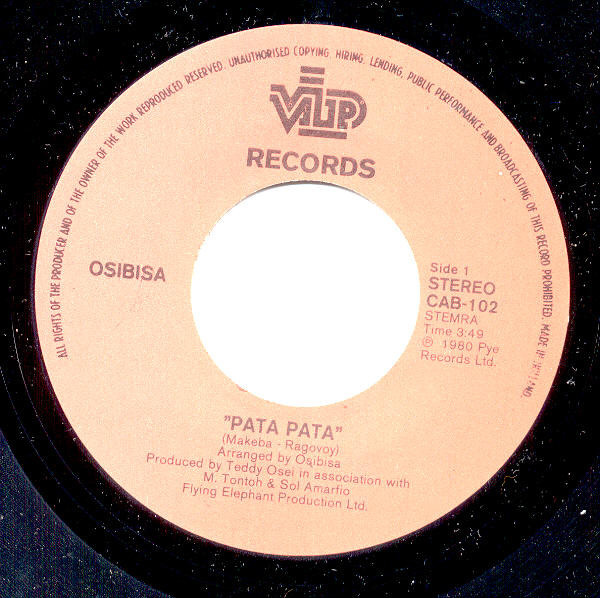 ALL RIGHTS OF THE PRODUCER AND OF THE OWNER OF THE WORK REPRODUCED RESERVED. UNAUTHORISED COPYING, HIRING, LENDING, PUBLIC PERFORMANCE AND BROADCASTING OF THIS RECORD PROHIBITED. MADE IN HOLLAND.
VIP
RECORDS
OSIBISA
Side 1
STEREO
CAB-102
STEMRA
Time 3:49
℗ 1980 Pye
Records Ltd.
"PATA PATA"
(Makeba - Ragovoy)
Arranged by Osibisa
Produced by Teddy Osei in association with
M. Tontoh & Sol Amarfio
Flying Elephant Production Ltd.